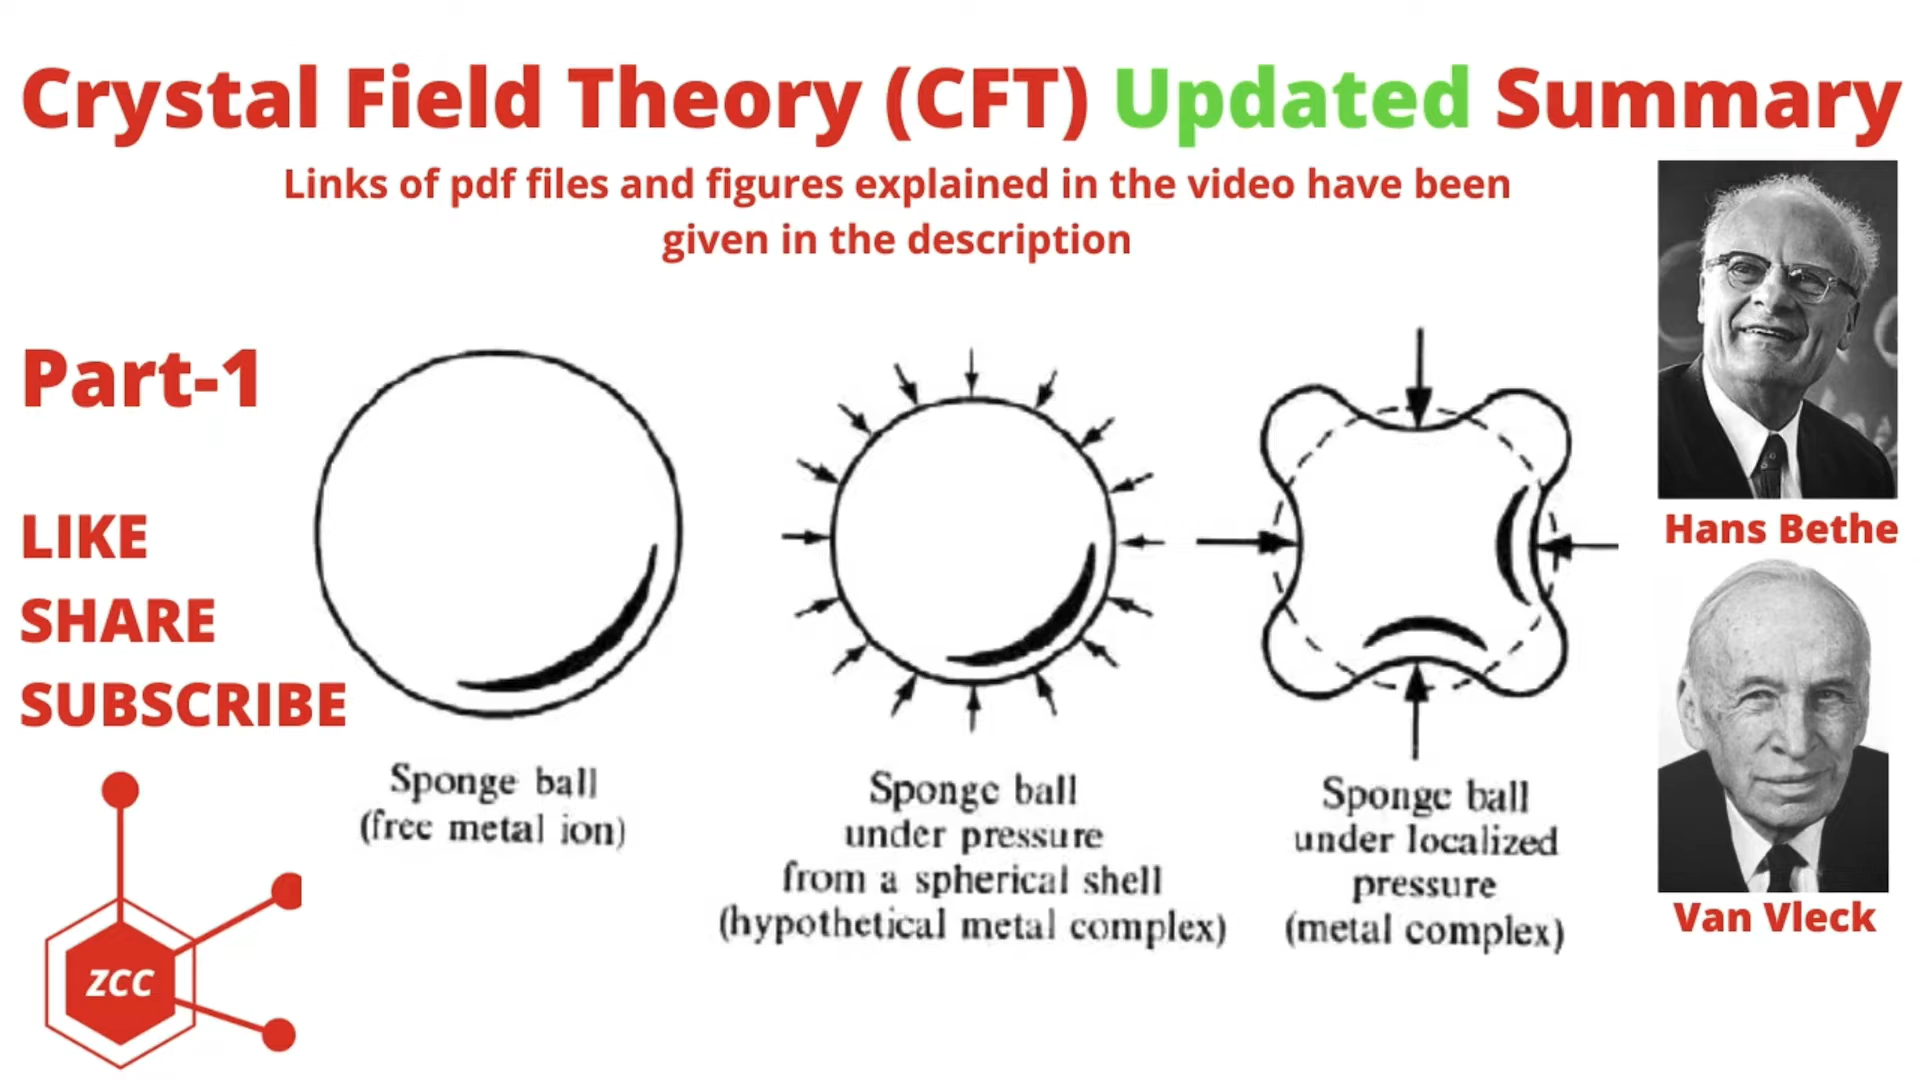 Crystal Field Theory (CFT) Updated Summary
Links of pdf files and figures explained in the video have been
given in the description
Part-1
LIKE
SHARE
SUBSCRIBE
ZCC
Sponge ball
(free metal ion)
Sponge ball
under pressure
from a spherical shell
(hypothetical metal complex)
Sponge ball
under localized
pressure
(metal complex)
Hans Bethe
Van Vleck